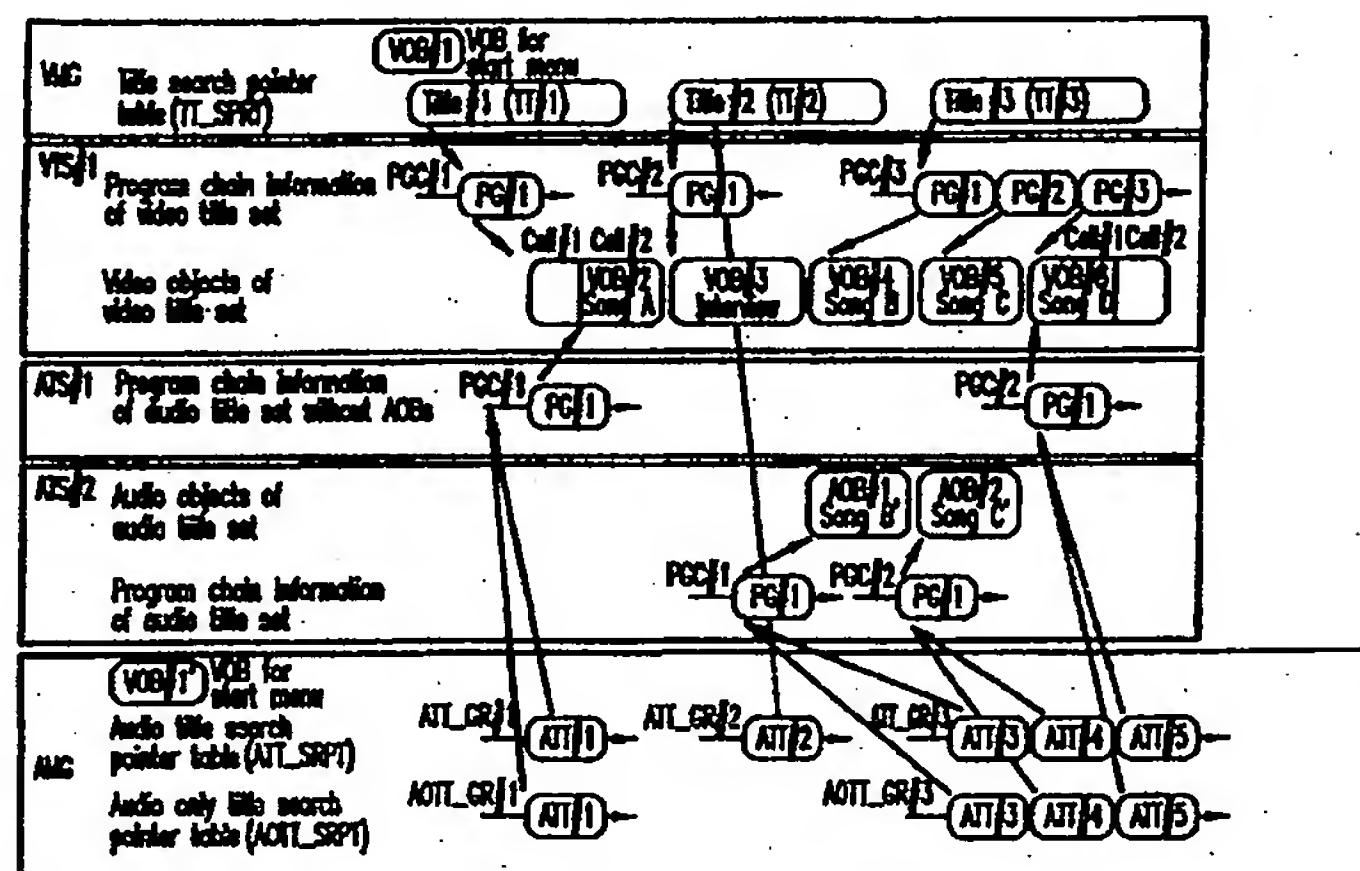 VMG
Title search pointer
table (TT_SPRT)
VOB#1
VOB for
start menu
Title #1 (TT#1)
Title #2 (TT#2)
Title #3 (TT#3)
VTS#1
Program chain information
of video title set
PGC#1
PG#1
PGC#2
PG#1
PGC#3
PG#1
PG#2
PG#3
Cell#1 Cell#2
Cell#1 Cell#2
Video objects of
video title set
VOB#2
Song A
VOB#3
Interview
VOB#4
Song B
VOB#5
Song C
VOB#6
Song D
ATS#1
Program chain information
of audio title set without AOBs
PGC#1
PG#1
PGC#2
PG#1
ATS#2
Audio objects of
audio title set
AOB#1,
Song B'
AOB#2,
Song C'
Program chain information
of audio title set
PGC#1
PG#1
PGC#2
PG#1
AMG
VOB#1'
VOB for
start menu
Audio title search
pointer table (ATT_SRPT)
ATT_GR#1
ATT#1
ATT_GR#2
ATT#2
ATT_GR#3
ATT#3
ATT#4
ATT#5
Audio only title search
pointer table (AOTT_SRPT)
AOTT_GR#1
ATT#1
AOTT_GR#3
ATT#3
ATT#4
ATT#5